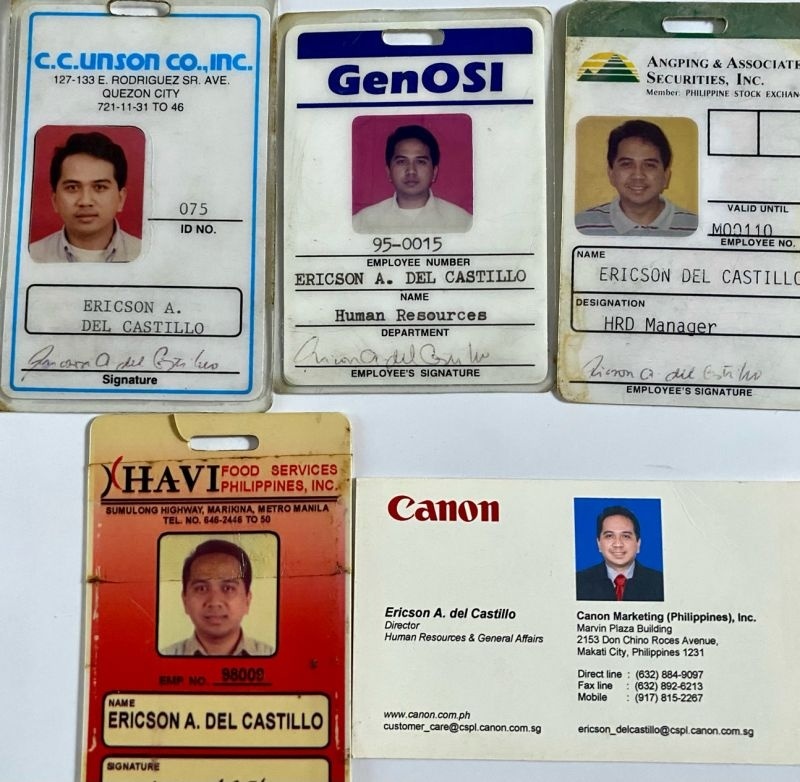 C.C.UNSON CO., INC.
127-133 E. RODRIGUEZ SR. AVE.
QUEZON CITY
721-11-31 TO 46
075
ID NO.
ERICSON A.
DEL CASTILLO
Signature
GenOSI
95-0015
EMPLOYEE NUMBER
ERICSON A. DEL CASTILLO
NAME
Human Resources
DEPARTMENT
EMPLOYEE'S SIGNATURE
ANGPING & ASSOCIATE
SECURITIES, INC.
Member: PHILIPPINE STOCK EXCHAN
VALID UNTIL
M00110
EMPLOYEE NO.
NAME
ERICSON DEL CASTILLO
DESIGNATION
HRD Manager
EMPLOYEE'S SIGNATURE
HAVI FOOD SERVICES
PHILIPPINES, INC.
SUMULONG HIGHWAY, MARIKINA, METRO MANILA
TEL. NO. 646-2446 TO 50
EMP NO. 98009
NAME
ERICSON A. DEL CASTILLO
SIGNATURE
Canon
Ericson A. del Castillo
Director
Human Resources & General Affairs
www.canon.com.ph
customer_care@cspl.canon.com.sg
Canon Marketing (Philippines), Inc.
Marvin Plaza Building
2153 Don Chino Roces Avenue,
Makati City, Philippines 1231
Direct line : (632) 884-9097
Fax line : (632) 892-6213
Mobile : (917) 815-2267
ericson_delcastillo@cspl.canon.com.sg